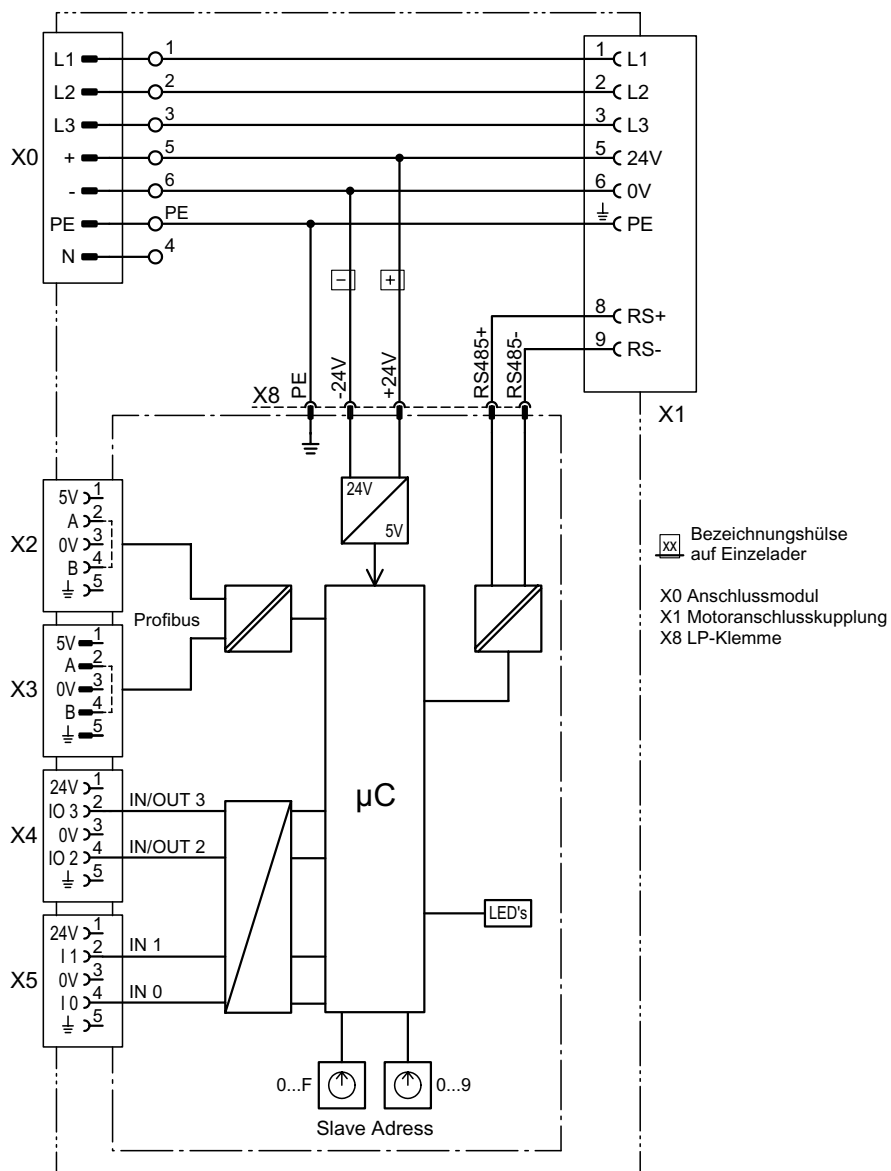 X0
L1 1
L2 2
L3 3
+ 5
- 6
PE PE
N 4
1 L1
2 L2
3 L3
5 24V
6 0V
PE
8 RS+
9 RS-
X1
− +
X8
PE
-24V
+24V
RS485+
RS485-
24V
5V
X2
5V 1
A 2
0V 3
B 4
5
Profibus
X3
5V 1
A 2
0V 3
B 4
5
X4
24V 1
IO 3 2
0V 3
IO 2 4
5
IN/OUT 3
IN/OUT 2
X5
24V 1
I 1 2
0V 3
I 0 4
5
IN 1
IN 0
µC
LED's
0...F
0...9
Slave Adress
xx Bezeichnungshülse
auf Einzelader
X0 Anschlussmodul
X1 Motoranschlusskupplung
X8 LP-Klemme